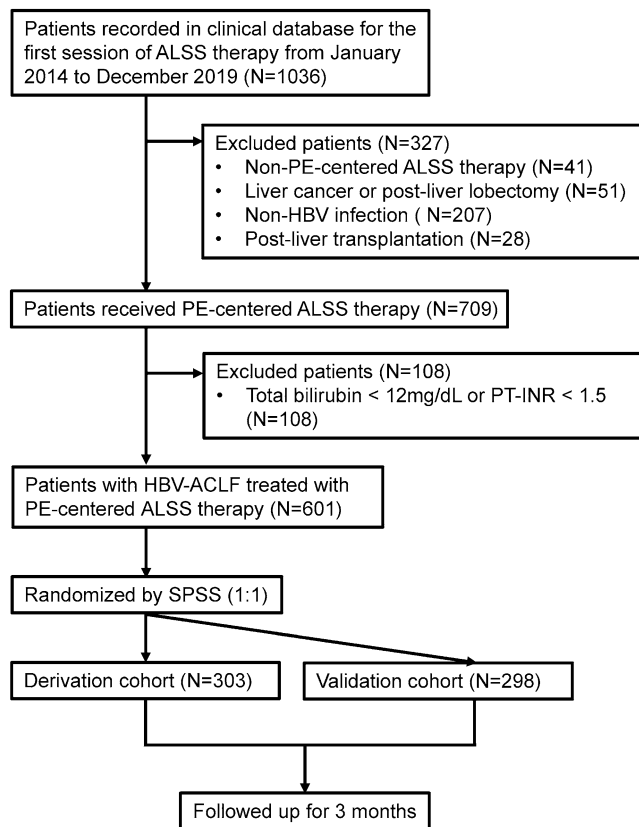 Patients recorded in clinical database for the
first session of ALSS therapy from January
2014 to December 2019 (N=1036)
Excluded patients (N=327)
• Non-PE-centered ALSS therapy (N=41)
• Liver cancer or post-liver lobectomy (N=51)
• Non-HBV infection ( N=207)
• Post-liver transplantation (N=28)
Patients received PE-centered ALSS therapy (N=709)
Excluded patients (N=108)
• Total bilirubin < 12mg/dL or PT-INR < 1.5
(N=108)
Patients with HBV-ACLF treated with
PE-centered ALSS therapy (N=601)
Randomized by SPSS (1:1)
Derivation cohort (N=303)
Validation cohort (N=298)
Followed up for 3 months